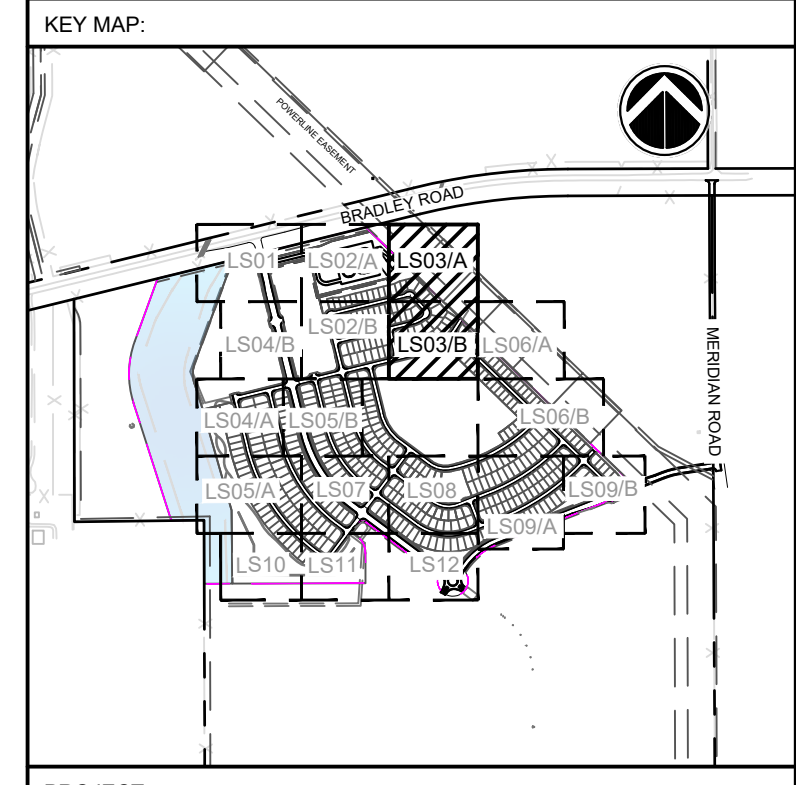 KEY MAP:
POWERLINE EASEMENT
BRADLEY ROAD
LS01
LS02/A
LS03/A
LS02/B
LS04/B
LS03/B
LS06/A
MERIDIAN ROAD
LS04/A
LS05/B
LS06/B
LS05/A
LS07
LS08
LS09/B
LS09/A
LS10
LS11
LS12